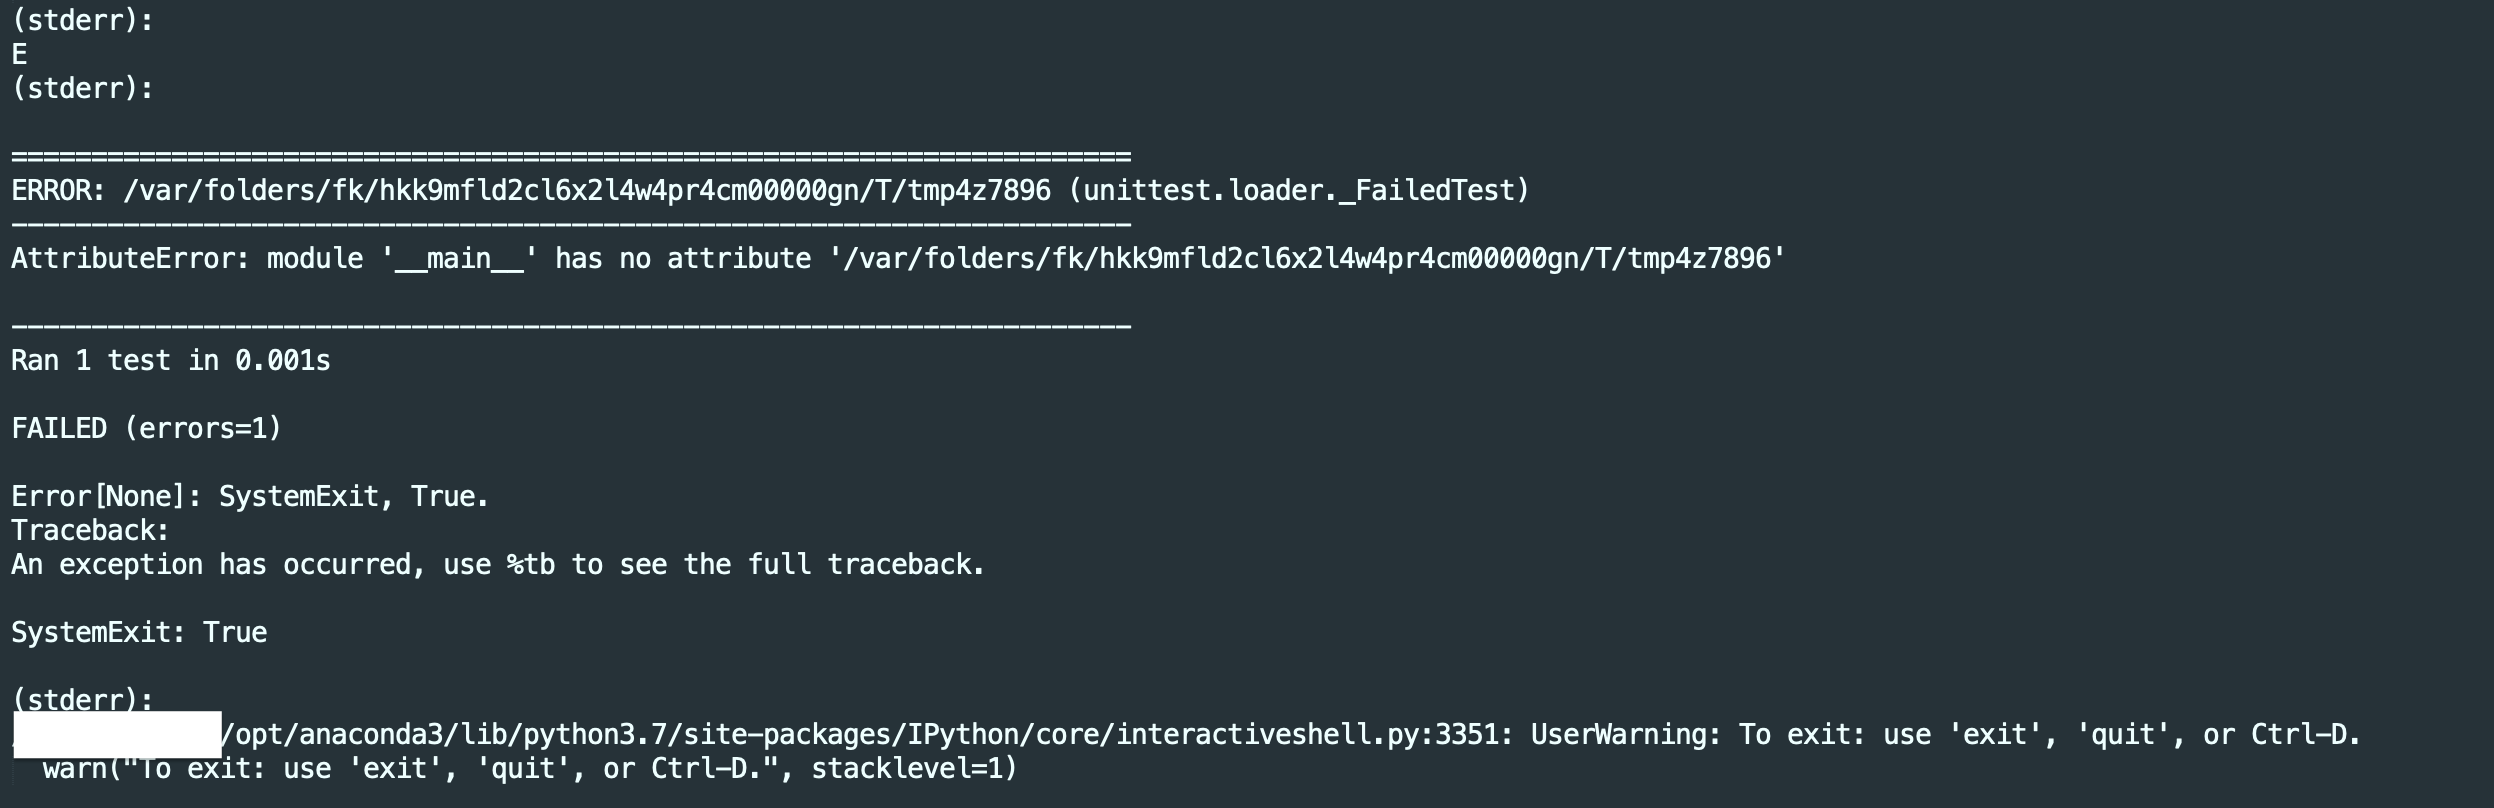 (stderr):
E
(stderr):
======================================================================
ERROR: /var/folders/fk/hkk9mfld2cl6x2l4w4pr4cm00000gn/T/tmp4z7896 (unittest.loader._FailedTest)
----------------------------------------------------------------------
AttributeError: module '__main__' has no attribute '/var/folders/fk/hkk9mfld2cl6x2l4w4pr4cm00000gn/T/tmp4z7896'
----------------------------------------------------------------------
Ran 1 test in 0.001s
FAILED (errors=1)
Error[None]: SystemExit, True.
Traceback:
An exception has occurred, use %tb to see the full traceback.
SystemExit: True
(stderr):
/opt/anaconda3/lib/python3.7/site-packages/IPython/core/interactiveshell.py:3351: UserWarning: To exit: use 'exit', 'quit', or Ctrl-D.
warn("To exit: use 'exit', 'quit', or Ctrl-D.", stacklevel=1)